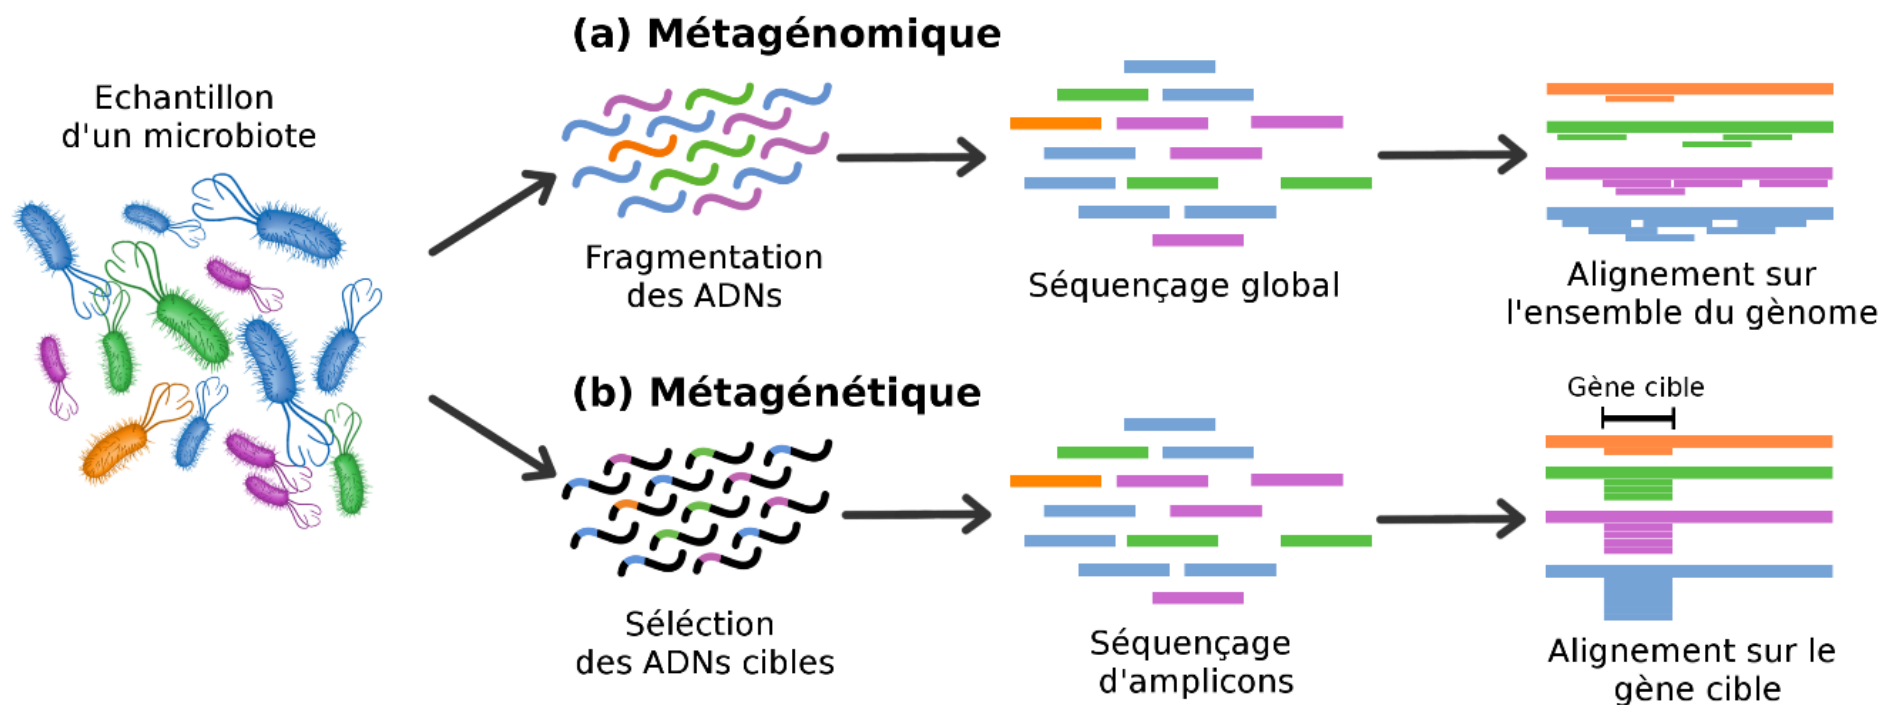 Echantillon
d'un microbiote
(a) Métagénomique
Fragmentation
des ADNs
Séquençage global
Alignement sur
l'ensemble du gènome
(b) Métagénétique
Séléction
des ADNs cibles
Séquençage
d'amplicons
Gène cible
Alignement sur le
gène cible